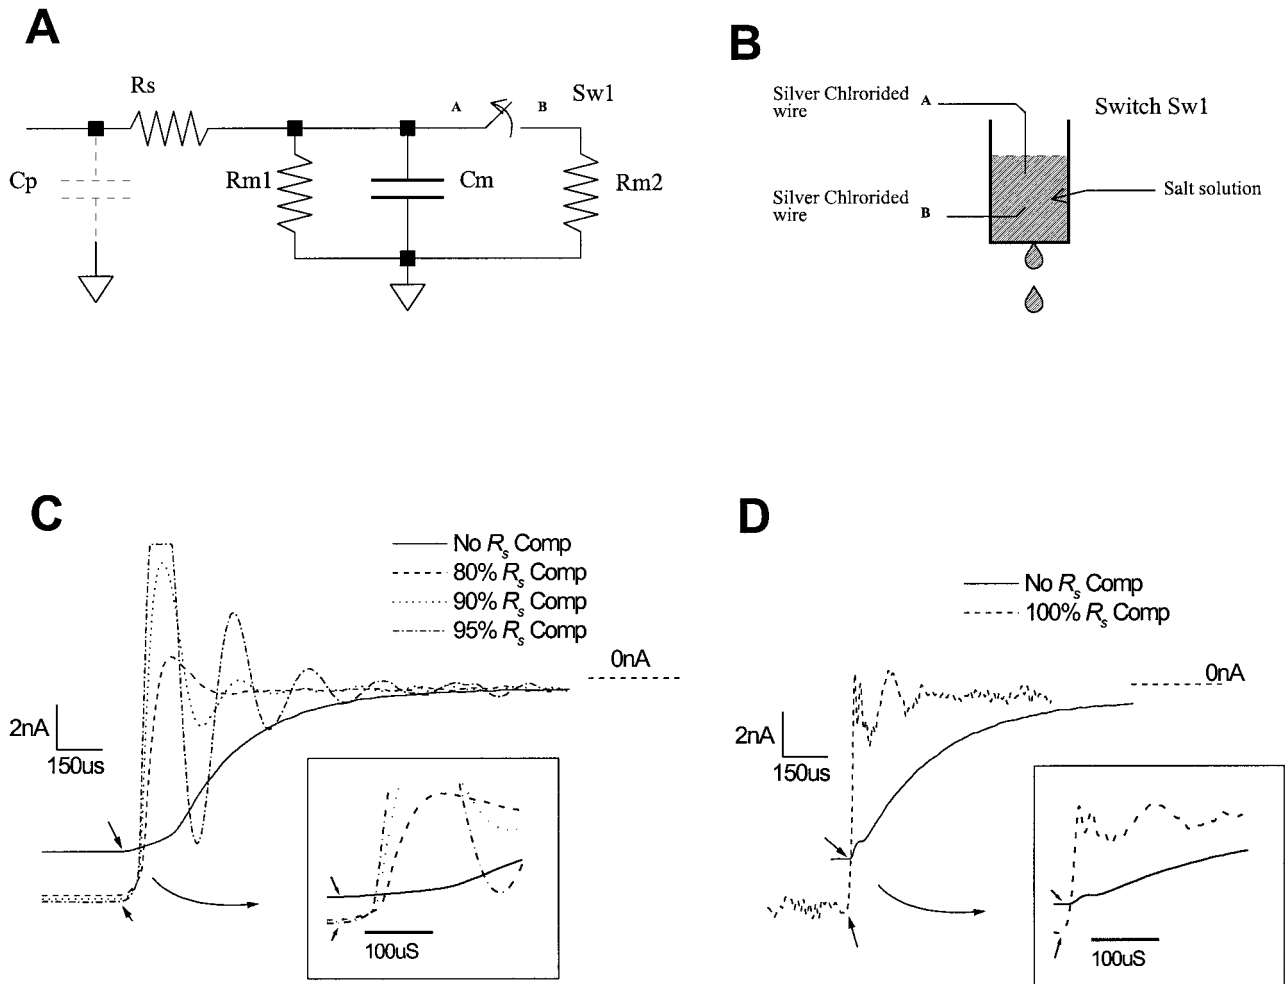 A
Rs
A
B
Sw1
Cp
Rm1
Cm
Rm2
B
Silver Chlrorided
wire
A
Switch Sw1
Silver Chlrorided
wire
B
Salt solution
C
No Rs Comp
80% Rs Comp
90% Rs Comp
95% Rs Comp
0nA
2nA
150us
100uS
D
No Rs Comp
100% Rs Comp
0nA
2nA
150us
100uS